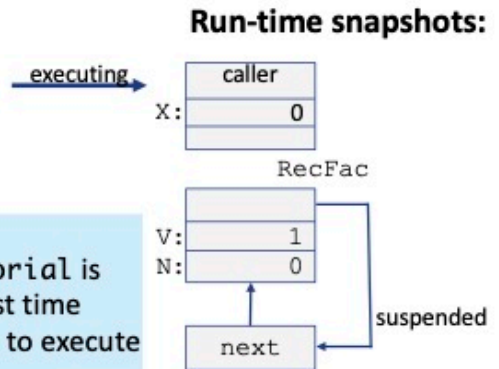 Run-time snapshots:
executing
caller
X: 0
RecFac
V: 1
N: 0
orial is
st time
to execute
suspended
next